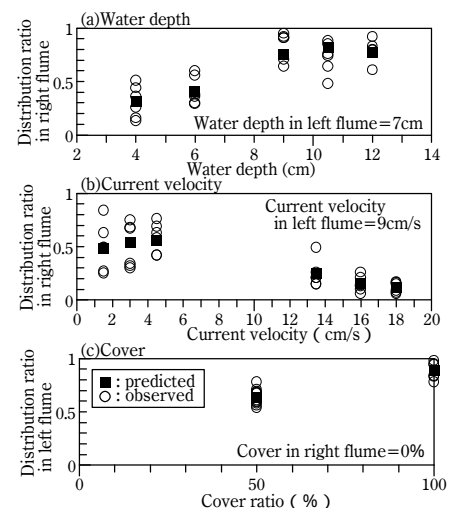 (a)Water depth
Distribution ratio
in right flume
1
0.5
0
Water depth in left flume=7cm
2 4 6 8 10 12 14
Water depth (cm)
(b)Current velocity
Distribution ratio
in right flume
1
0.5
0
Current velocity
in left flume=9cm/s
0 2 4 6 8 10 12 14 16 18 20
Current velocity ( cm/s )
(c)Cover
Distribution ratio
in left flume
1
0.5
0
■ : predicted
○ : observed
Cover in right flume=0%
0 50 100
Cover ratio ( % )